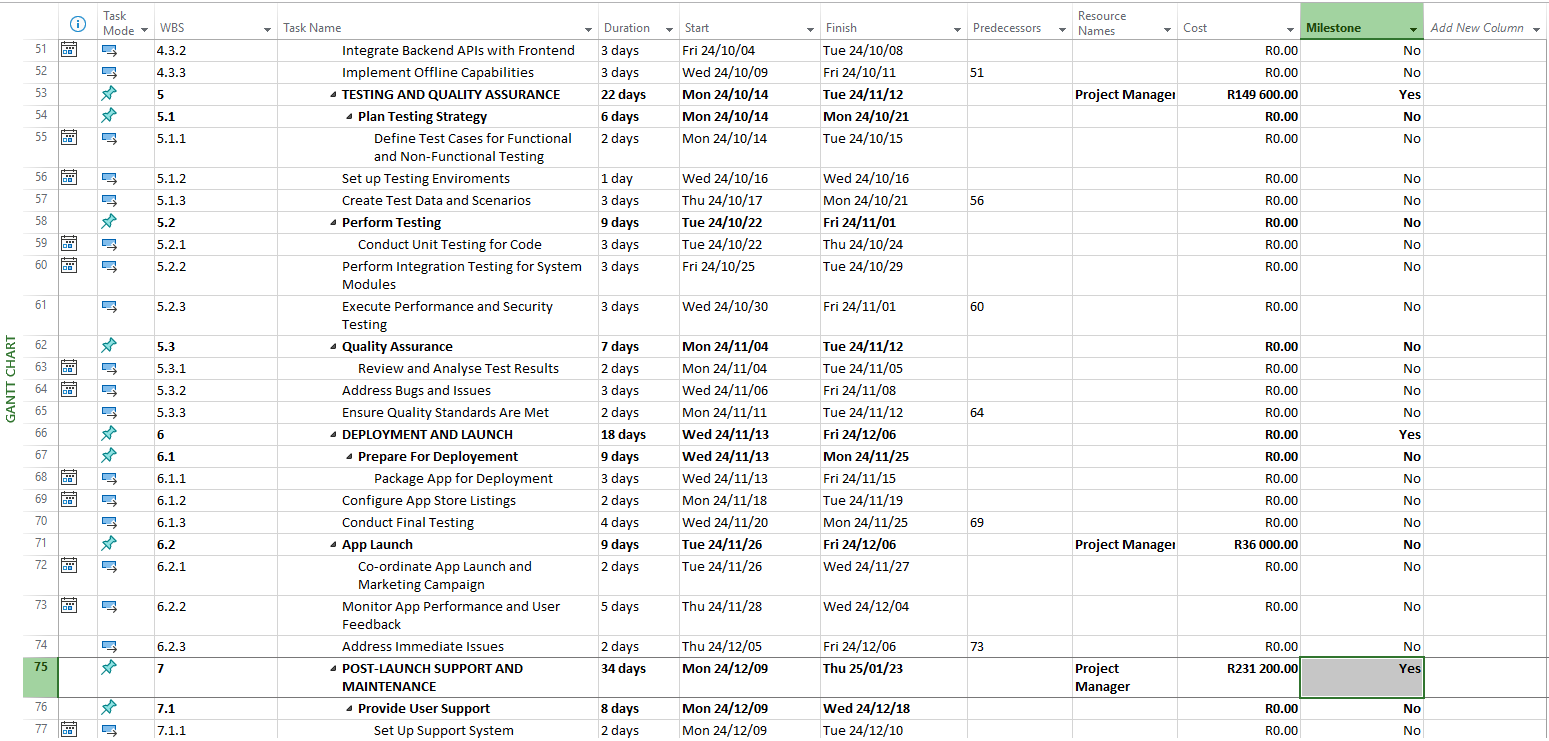 Task Mode WBS Task Name Duration Start Finish Predecessors Resource Names Cost Milestone Add New Column
51 4.3.2 Integrate Backend APIs with Frontend 3 days Fri 24/10/04 Tue 24/10/08 R0.00 No
52 4.3.3 Implement Offline Capabilities 3 days Wed 24/10/09 Fri 24/10/11 51 R0.00 No
53 5 TESTING AND QUALITY ASSURANCE 22 days Mon 24/10/14 Tue 24/11/12 Project Manager R149 600.00 Yes
54 5.1 Plan Testing Strategy 6 days Mon 24/10/14 Mon 24/10/21 R0.00 No
55 5.1.1 Define Test Cases for Functional and Non-Functional Testing 2 days Mon 24/10/14 Tue 24/10/15 R0.00 No
56 5.1.2 Set up Testing Enviroments 1 day Wed 24/10/16 Wed 24/10/16 R0.00 No
57 5.1.3 Create Test Data and Scenarios 3 days Thu 24/10/17 Mon 24/10/21 56 R0.00 No
58 5.2 Perform Testing 9 days Tue 24/10/22 Fri 24/11/01 R0.00 No
59 5.2.1 Conduct Unit Testing for Code 3 days Tue 24/10/22 Thu 24/10/24 R0.00 No
60 5.2.2 Perform Integration Testing for System Modules 3 days Fri 24/10/25 Tue 24/10/29 R0.00 No
61 5.2.3 Execute Performance and Security Testing 3 days Wed 24/10/30 Fri 24/11/01 60 R0.00 No
62 5.3 Quality Assurance 7 days Mon 24/11/04 Tue 24/11/12 R0.00 No
63 5.3.1 Review and Analyse Test Results 2 days Mon 24/11/04 Tue 24/11/05 R0.00 No
64 5.3.2 Address Bugs and Issues 3 days Wed 24/11/06 Fri 24/11/08 R0.00 No
65 5.3.3 Ensure Quality Standards Are Met 2 days Mon 24/11/11 Tue 24/11/12 64 R0.00 No
66 6 DEPLOYMENT AND LAUNCH 18 days Wed 24/11/13 Fri 24/12/06 R0.00 Yes
67 6.1 Prepare For Deployement 9 days Wed 24/11/13 Mon 24/11/25 R0.00 No
68 6.1.1 Package App for Deployment 3 days Wed 24/11/13 Fri 24/11/15 R0.00 No
69 6.1.2 Configure App Store Listings 2 days Mon 24/11/18 Tue 24/11/19 R0.00 No
70 6.1.3 Conduct Final Testing 4 days Wed 24/11/20 Mon 24/11/25 69 R0.00 No
71 6.2 App Launch 9 days Tue 24/11/26 Fri 24/12/06 Project Manager R36 000.00 No
72 6.2.1 Co-ordinate App Launch and Marketing Campaign 2 days Tue 24/11/26 Wed 24/11/27 R0.00 No
73 6.2.2 Monitor App Performance and User Feedback 5 days Thu 24/11/28 Wed 24/12/04 R0.00 No
74 6.2.3 Address Immediate Issues 2 days Thu 24/12/05 Fri 24/12/06 73 R0.00 No
75 7 POST-LAUNCH SUPPORT AND MAINTENANCE 34 days Mon 24/12/09 Thu 25/01/23 Project Manager R231 200.00 Yes
76 7.1 Provide User Support 8 days Mon 24/12/09 Wed 24/12/18 R0.00 No
77 7.1.1 Set Up Support System 2 days Mon 24/12/09 Tue 24/12/10 R0.00 No
GANTT CHART